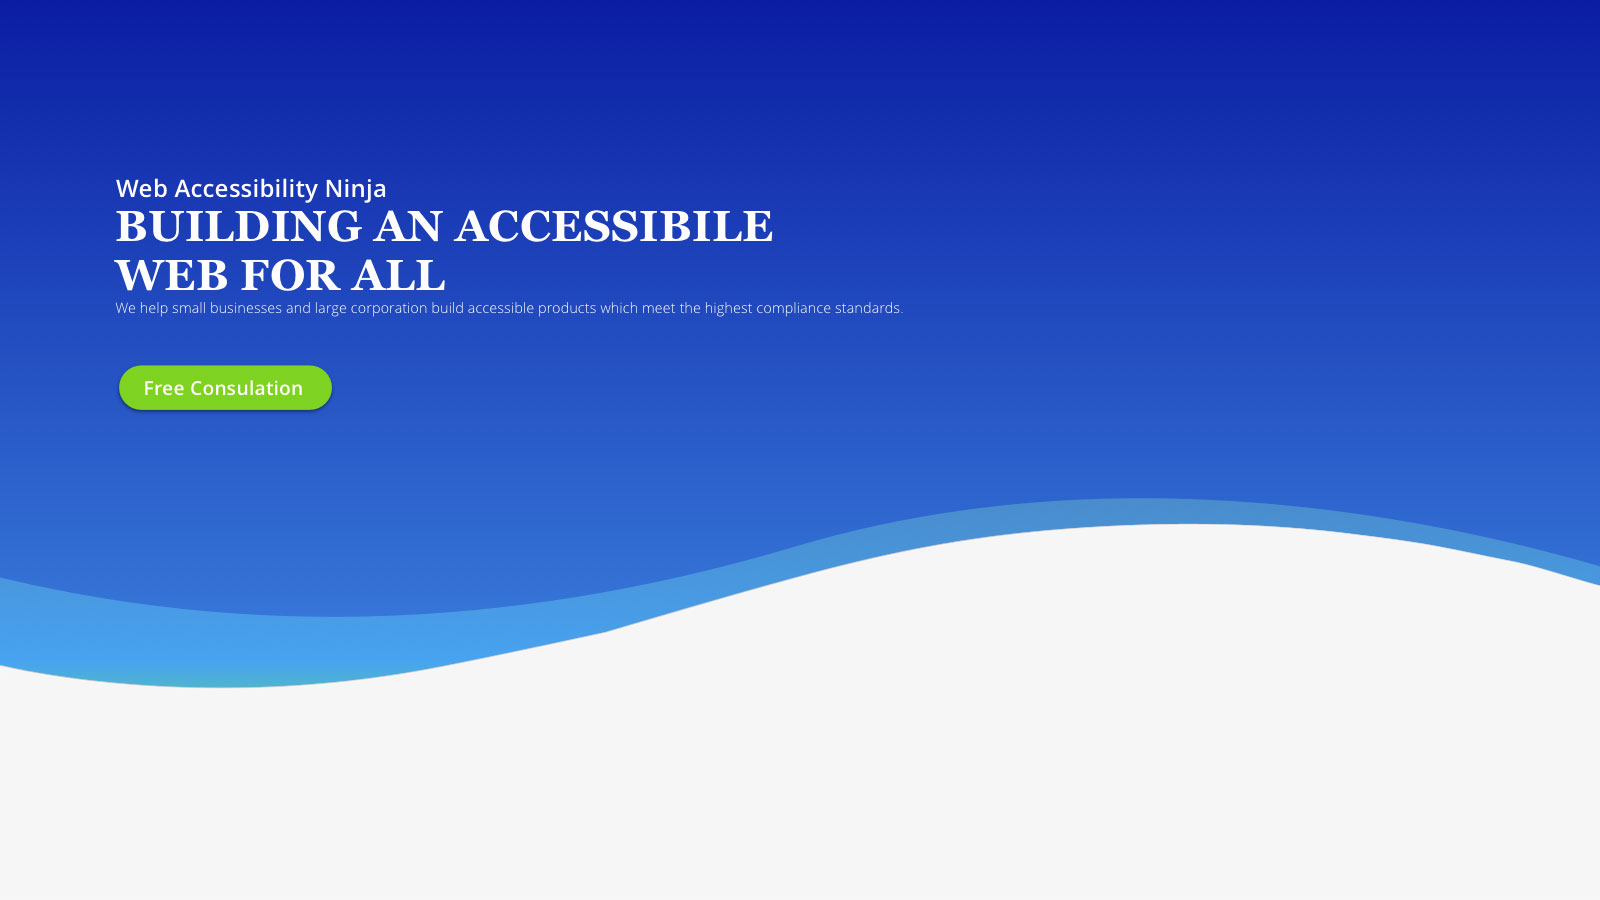 Web Accessibility Ninja
BUILDING AN ACCESSIBILE
WEB FOR ALL
We help small businesses and large corporation build accessible products which meet the highest compliance standards.
Free Consulation